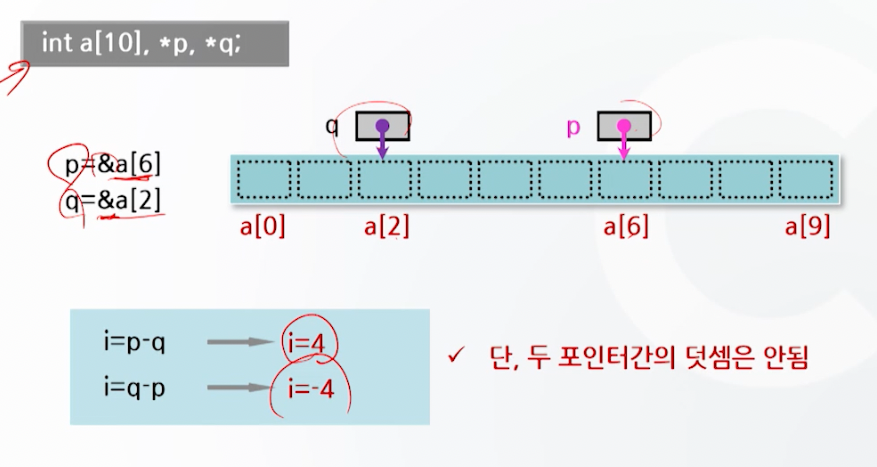 int a[10], *p, *q;
q
p
p=&a[6]
q=&a[2]
a[0] a[2] a[6] a[9]
i=p-q i=4
i=q-p i=-4
✓ 단, 두 포인터간의 덧셈은 안됨